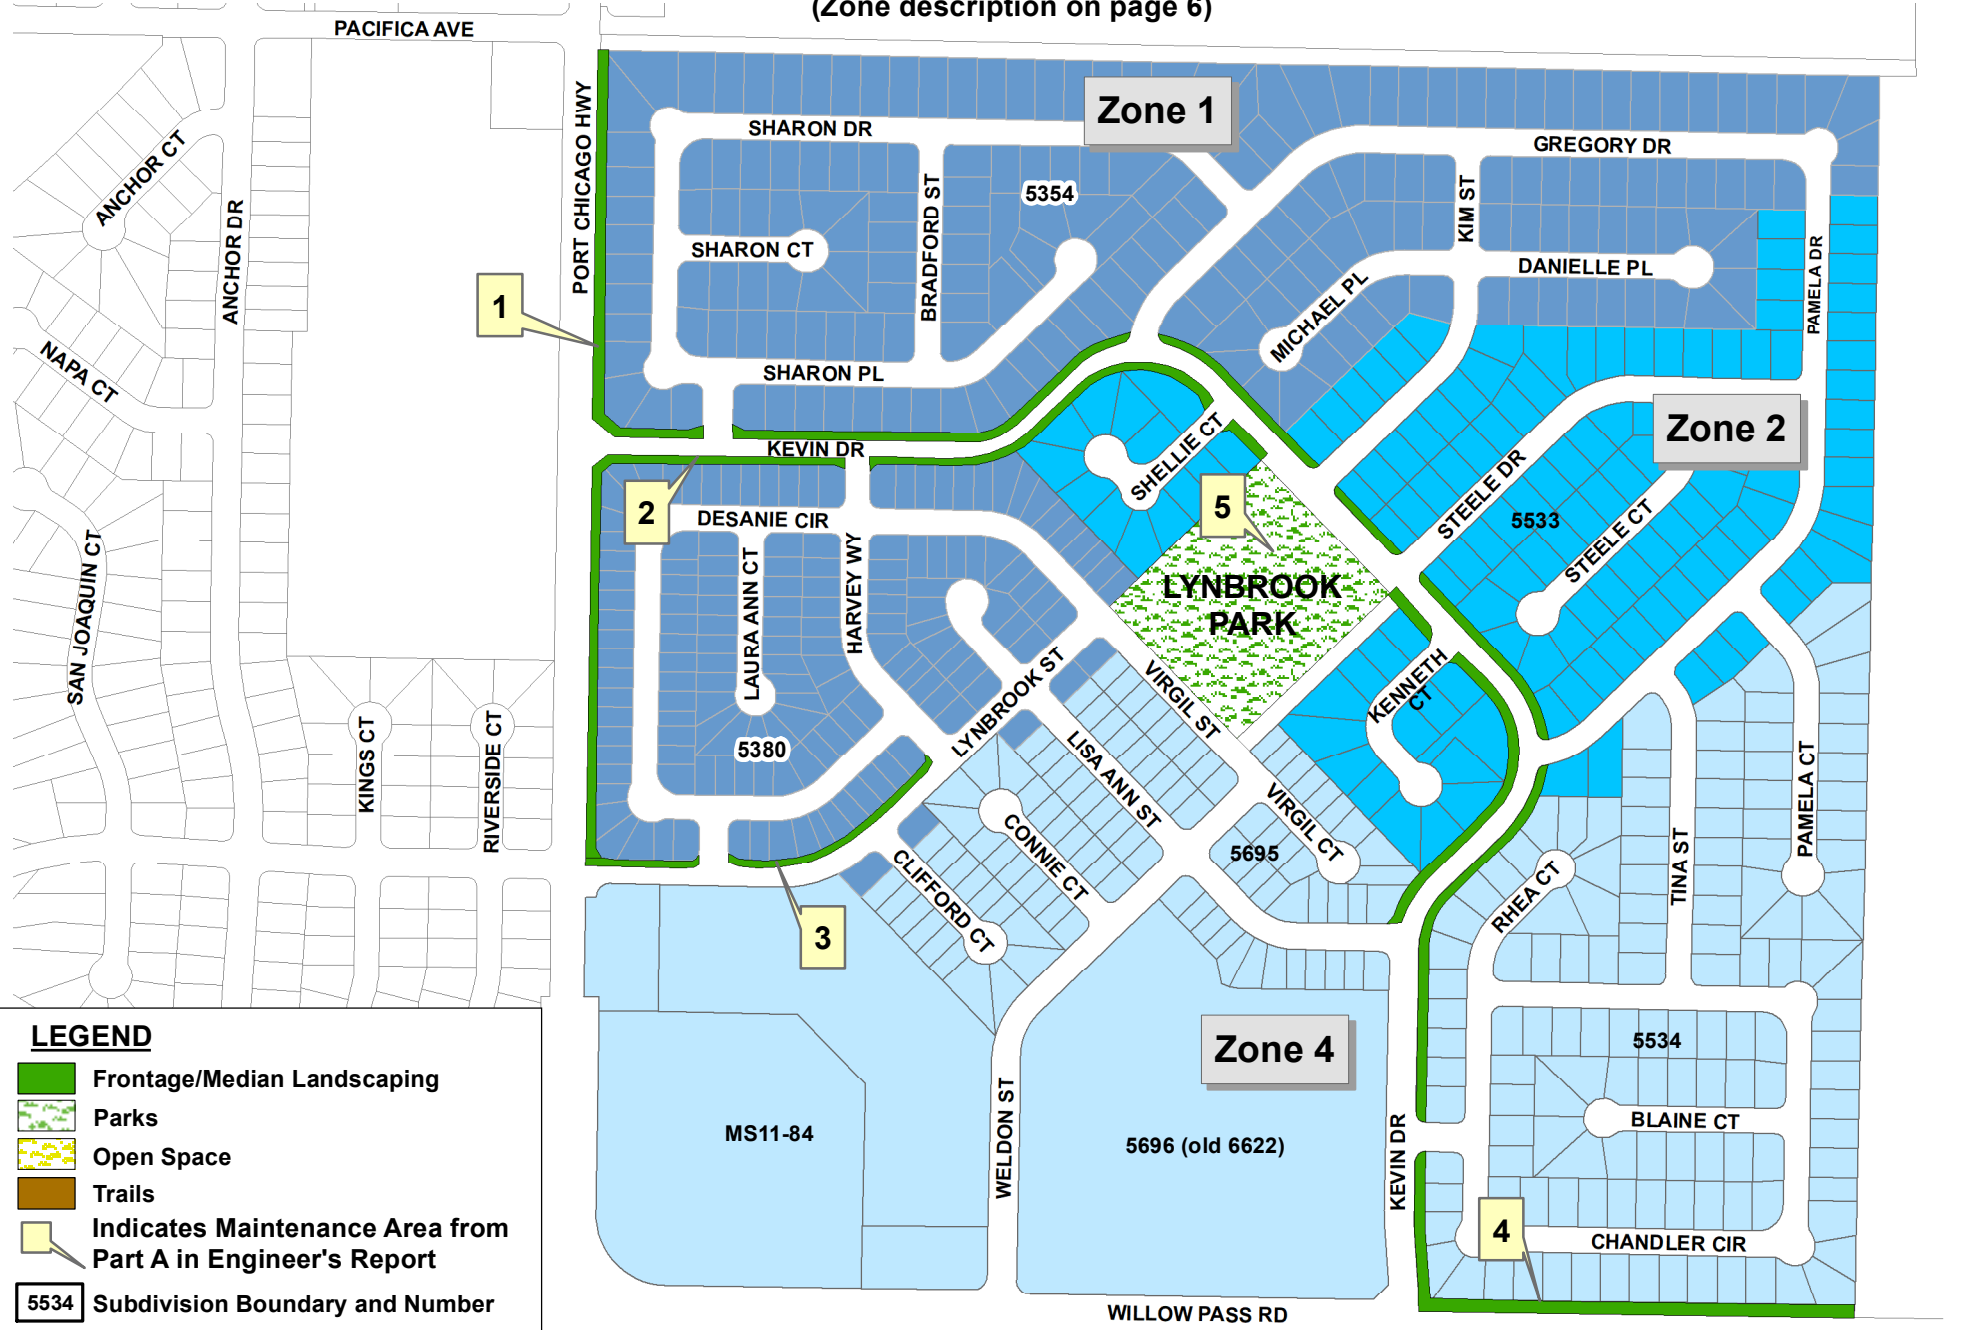 (Zone description on page 6)
PACIFICA AVE
PORT CHICAGO HWY
ANCHOR CT
ANCHOR DR
NAPA CT
SAN JOAQUIN CT
KINGS CT
RIVERSIDE CT
Zone 1
SHARON DR
GREGORY DR
5354
BRADFORD ST
KIM ST
SHARON CT
DANIELLE PL
PAMELA DR
MICHAEL PL
1
SHARON PL
Zone 2
KEVIN DR
SHELLIE CT
STEELE DR
5533
STEELE CT
2
5
DESANIE CIR
LAURA ANN CT
HARVEY WY
LYNBROOK
PARK
KENNETH
CT
LYNBROOK ST
VIRGIL ST
5380
LISA ANN ST
VIRGIL CT
CONNIE CT
CLIFFORD CT
5695
RHEA CT
TINA ST
PAMELA CT
3
Zone 4
5534
MS11-84
WELDON ST
5696 (old 6622)
KEVIN DR
BLAINE CT
4
CHANDLER CIR
WILLOW PASS RD
LEGEND
Frontage/Median Landscaping
Parks
Open Space
Trails
Indicates Maintenance Area from
Part A in Engineer's Report
5534 Subdivision Boundary and Number